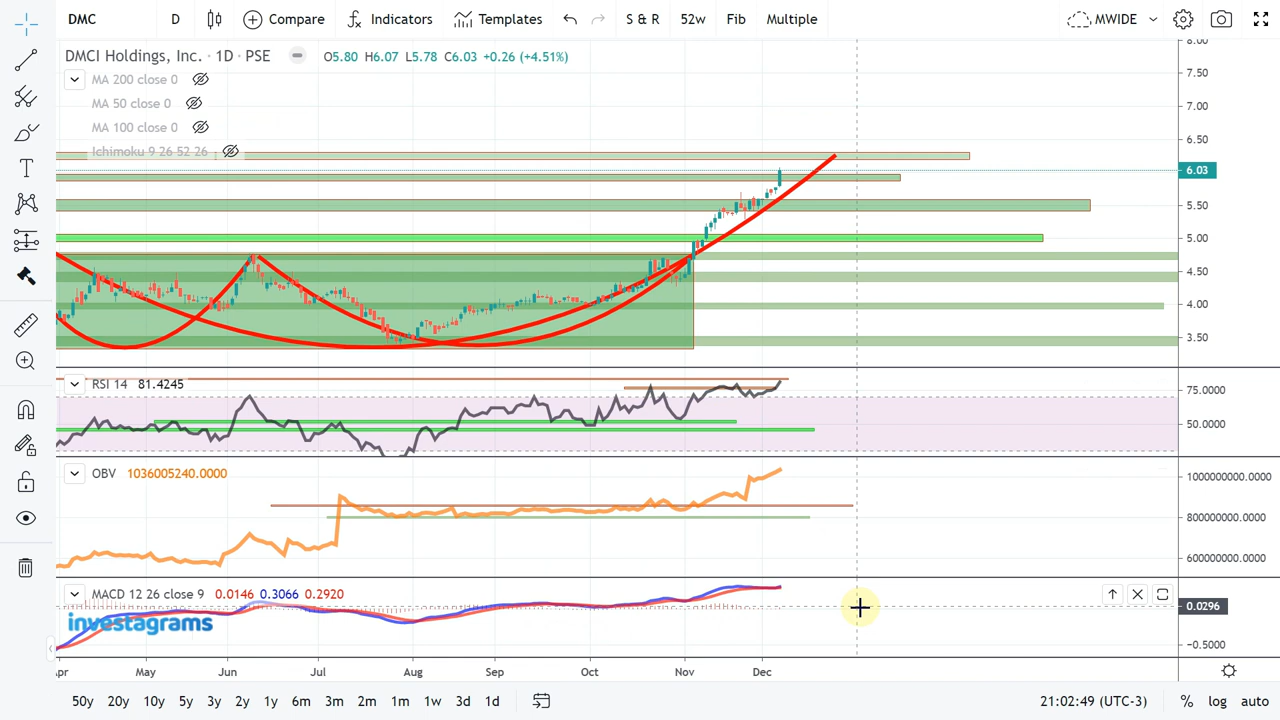 DMC D Compare Indicators Templates S & R 52w Fib Multiple MWIDE
DMCI Holdings, Inc. · 1D · PSE O5.80 H6.07 L5.78 C6.03 +0.26 (+4.51%)
MA 200 close 0
MA 50 close 0
MA 100 close 0
Ichimoku 9 26 52 26
8.00
7.50
7.00
6.50
6.03
5.50
5.00
4.50
4.00
3.50
RSI 14 81.4245
75.0000
50.0000
OBV 1036005240.0000
1000000000.0000
800000000.0000
600000000.0000
MACD 12 26 close 9 0.0146 0.3066 0.2920
0.0296
investagrams
−0.5000
Apr May Jun Jul Aug Sep Oct Nov Dec
50y 20y 10y 5y 3y 2y 1y 6m 3m 2m 1m 1w 3d 1d 21:02:49 (UTC-3) % log auto